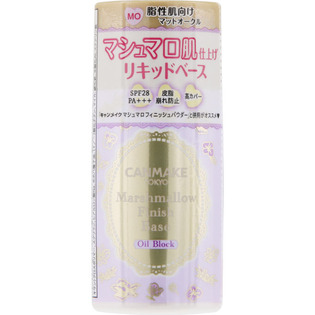 MO
脂性肌向け
マットオークル
マシュマロ肌仕上げ
リキッドベース
SPF28
PA+++
皮脂
崩れ防止
高カバー
キャンメイク マシュマロフィニッシュパウダーと併用がオススメ♥
CANMAKE
TOKYO
Marshmallow
Finish
Base
Oil Block